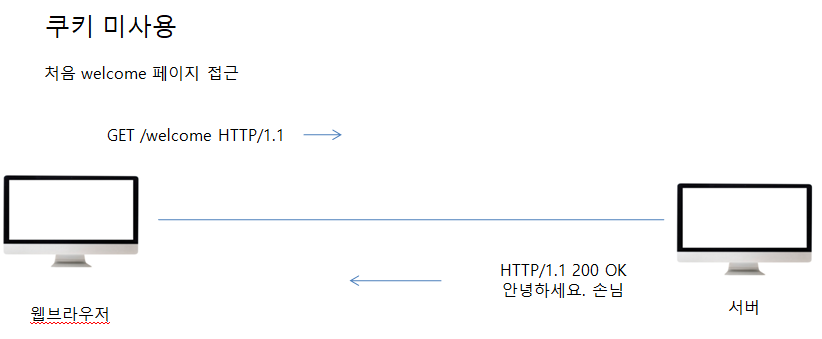 쿠키 미사용
처음 welcome 페이지 접근
GET /welcome HTTP/1.1
HTTP/1.1 200 OK
안녕하세요. 손님
웹브라우저
서버